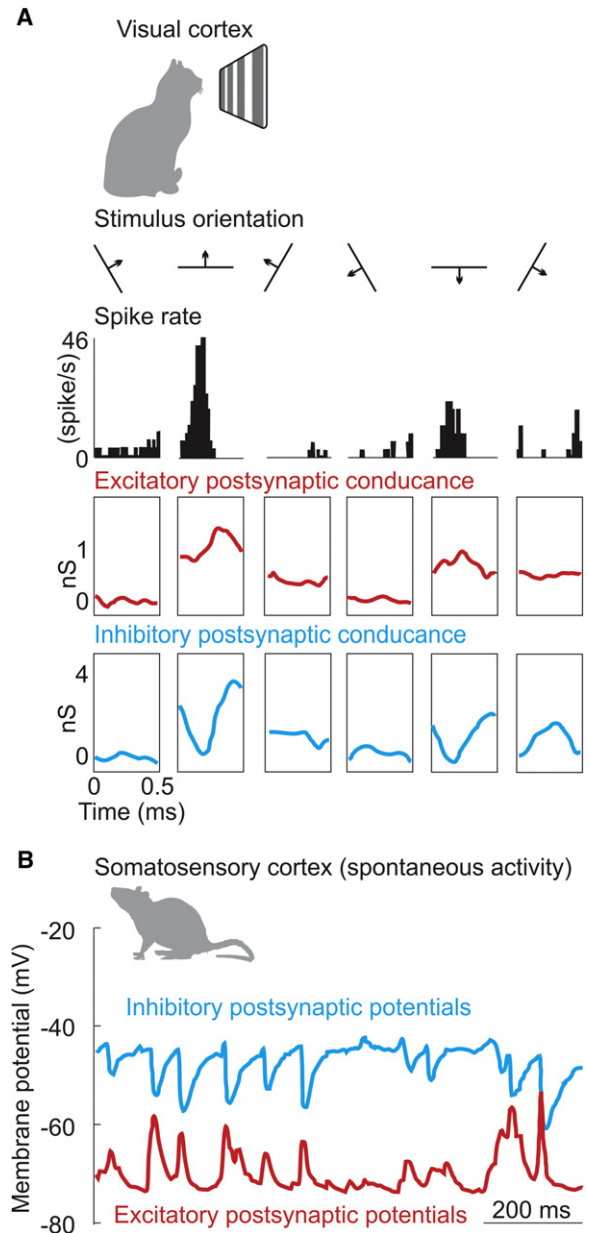 A
Visual cortex
Stimulus orientation
Spike rate
46
(spike/s)
0
Excitatory postsynaptic conducance
1
nS
0
Inhibitory postsynaptic conducance
4
nS
0
0 0.5
Time (ms)
B
Somatosensory cortex (spontaneous activity)
-20
Membrane potential (mV)
Inhibitory postsynaptic potentials
-40
-60
Excitatory postsynaptic potentials
200 ms
-80